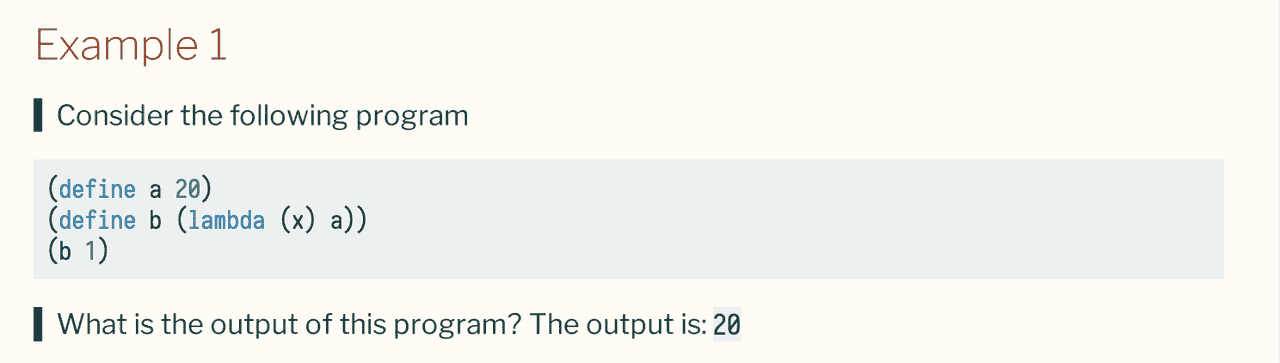 Example 1
Consider the following program
(define a 20)
(define b (lambda (x) a))
(b 1)
What is the output of this program? The output is: 20